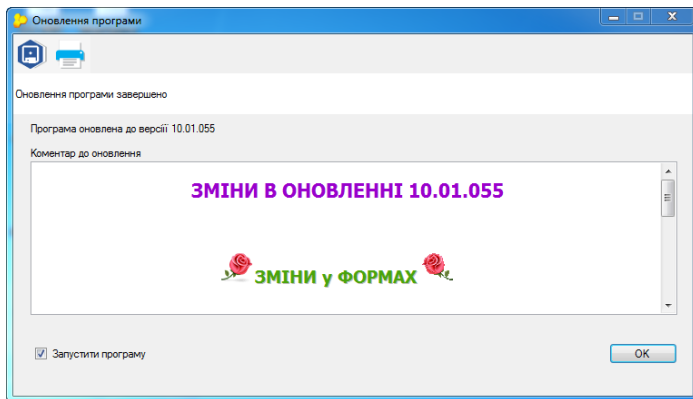 Оновлення програми
Оновлення програми завершено
Програма оновлена до версіїї 10.01.055
Коментар до оновлення
ЗМІНИ В ОНОВЛЕННІ 10.01.055
ЗМІНИ у ФОРМАХ
Запустити програму
OK